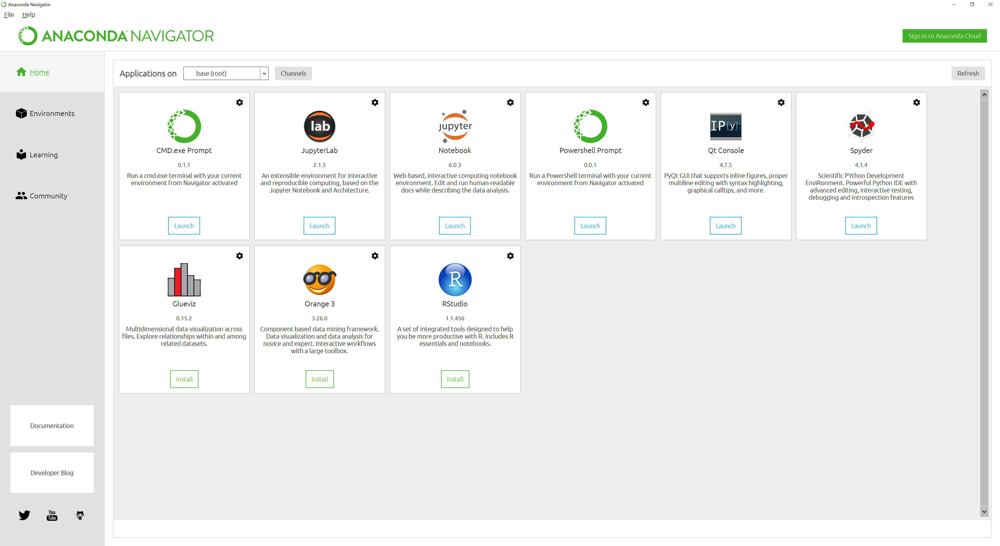 Anaconda Navigator
File Help
ANACONDA NAVIGATOR
Sign in to Anaconda Cloud
Home
Environments
Learning
Community
Documentation
Developer Blog
You
Tube
Applications on base (root) Channels Refresh
CMD.exe Prompt
0.1.1
Run a cmd.exe terminal with your current
environment from Navigator activated
Launch
lab
JupyterLab
2.1.5
An extensible environment for interactive
and reproducible computing, based on the
Jupyter Notebook and Architecture.
Launch
jupyter
Notebook
6.0.3
Web-based, interactive computing notebook
environment. Edit and run human-readable
docs while describing the data analysis.
Launch
Powershell Prompt
0.0.1
Run a Powershell terminal with your current
environment from Navigator activated
Launch
IP[y]:
Qt Console
4.7.5
PyQt GUI that supports inline figures, proper
multiline editing with syntax highlighting,
graphical calltips, and more.
Launch
Spyder
4.1.4
Scientific PYthon Development
EnviRonment. Powerful Python IDE with
advanced editing, interactive testing,
debugging and introspection features
Launch
Glueviz
0.15.2
Multidimensional data visualization across
files. Explore relationships within and among
related datasets.
Install
Orange 3
3.26.0
Component based data mining framework.
Data visualization and data analysis for
novice and expert. Interactive workflows
with a large toolbox.
Install
R
RStudio
1.1.456
A set of integrated tools designed to help
you be more productive with R. Includes R
essentials and notebooks.
Install